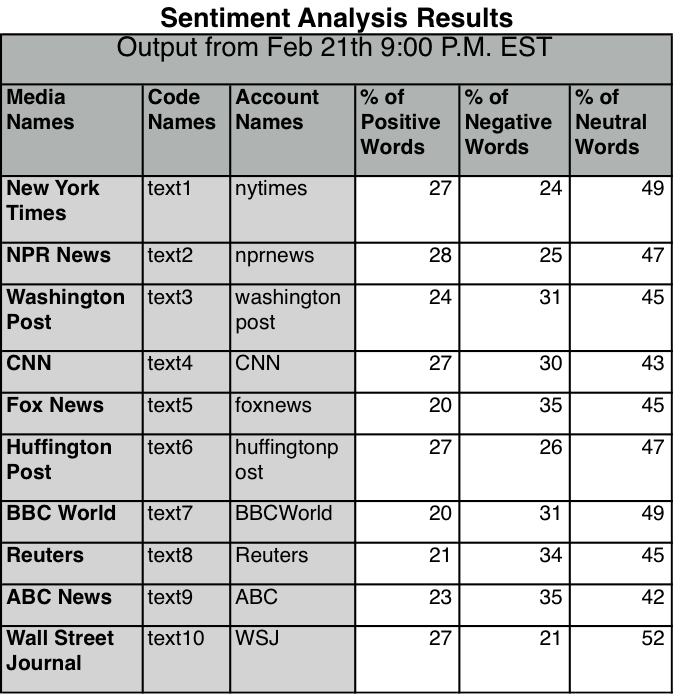 Sentiment Analysis Results
Output from Feb 21th 9:00 P.M. EST
Media Names Code Names Account Names % of Positive Words % of Negative Words % of Neutral Words
New York Times text1 nytimes 27 24 49
NPR News text2 nprnews 28 25 47
Washington Post text3 washington post 24 31 45
CNN text4 CNN 27 30 43
Fox News text5 foxnews 20 35 45
Huffington Post text6 huffingtonp ost 27 26 47
BBC World text7 BBCWorld 20 31 49
Reuters text8 Reuters 21 34 45
ABC News text9 ABC 23 35 42
Wall Street Journal text10 WSJ 27 21 52